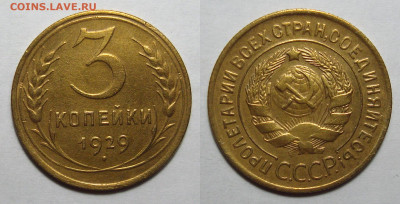 COINS.LAVE.RU
3
КОПЕЙКИ
1929
ПРОЛЕТАРИИ ВСЕХ СТРАН, СОЕДИНЯЙТЕСЬ!
СССР